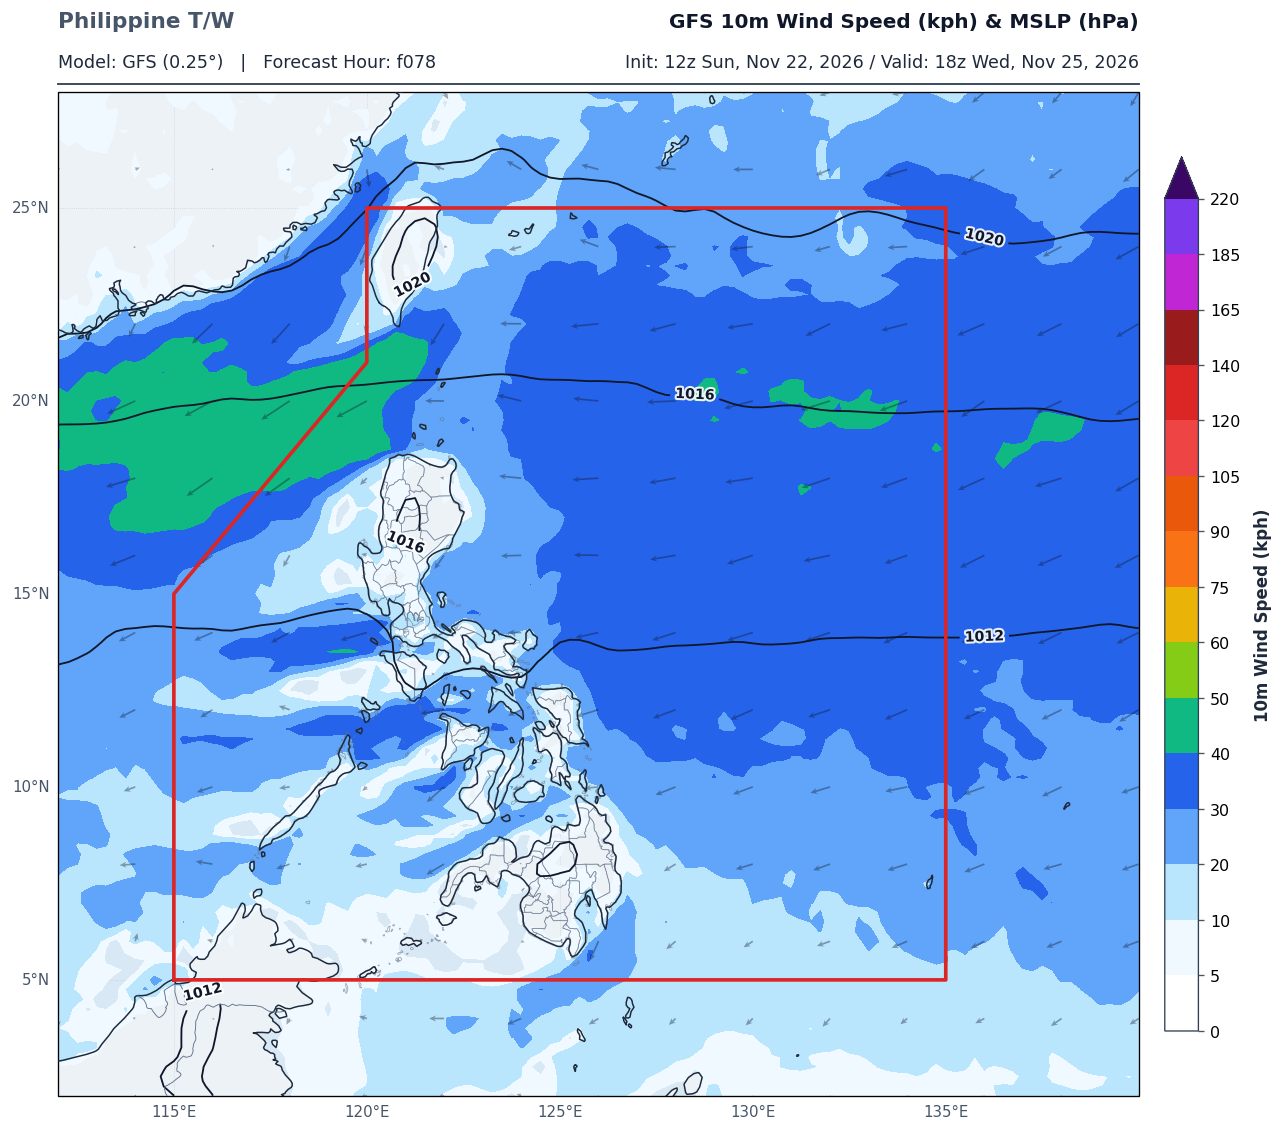 Philippine T/W
GFS 10m Wind Speed (kph) & MSLP (hPa)
Model: GFS (0.25°)   |   Forecast Hour: f078
Init: 12z Sun, Nov 22, 2026 / Valid: 18z Wed, Nov 25, 2026
25°N
20°N
15°N
10°N
5°N
115°E
120°E
125°E
130°E
135°E
1020
1020
1016
1016
1012
1012
220
185
165
140
120
105
90
75
60
50
40
30
20
10
5
0
10m Wind Speed (kph)